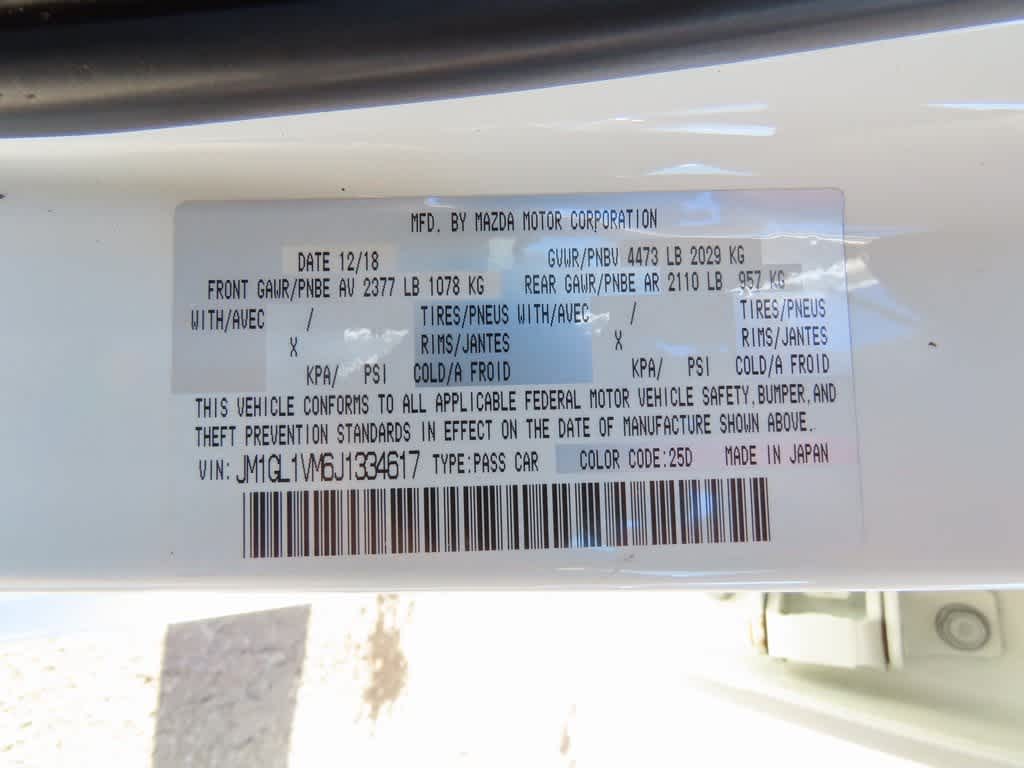 MFD. BY MAZDA MOTOR CORPORATION
DATE 12/18 GVWR/PNBV 4473 LB 2029 KG
FRONT GAWR/PNBE AV 2377 LB 1078 KG REAR GAWR/PNBE AR 2110 LB 957 KG
WITH/AVEC / TIRES/PNEUS WITH/AVEC / TIRES/PNEUS
X RIMS/JANTES X RIMS/JANTES
KPA/ PSI COLD/A FROID KPA/ PSI COLD/A FROID
THIS VEHICLE CONFORMS TO ALL APPLICABLE FEDERAL MOTOR VEHICLE SAFETY, BUMPER, AND
THEFT PREVENTION STANDARDS IN EFFECT ON THE DATE OF MANUFACTURE SHOWN ABOVE.
VIN: JM1GL1VM6J1334617 TYPE:PASS CAR COLOR CODE:25D MADE IN JAPAN